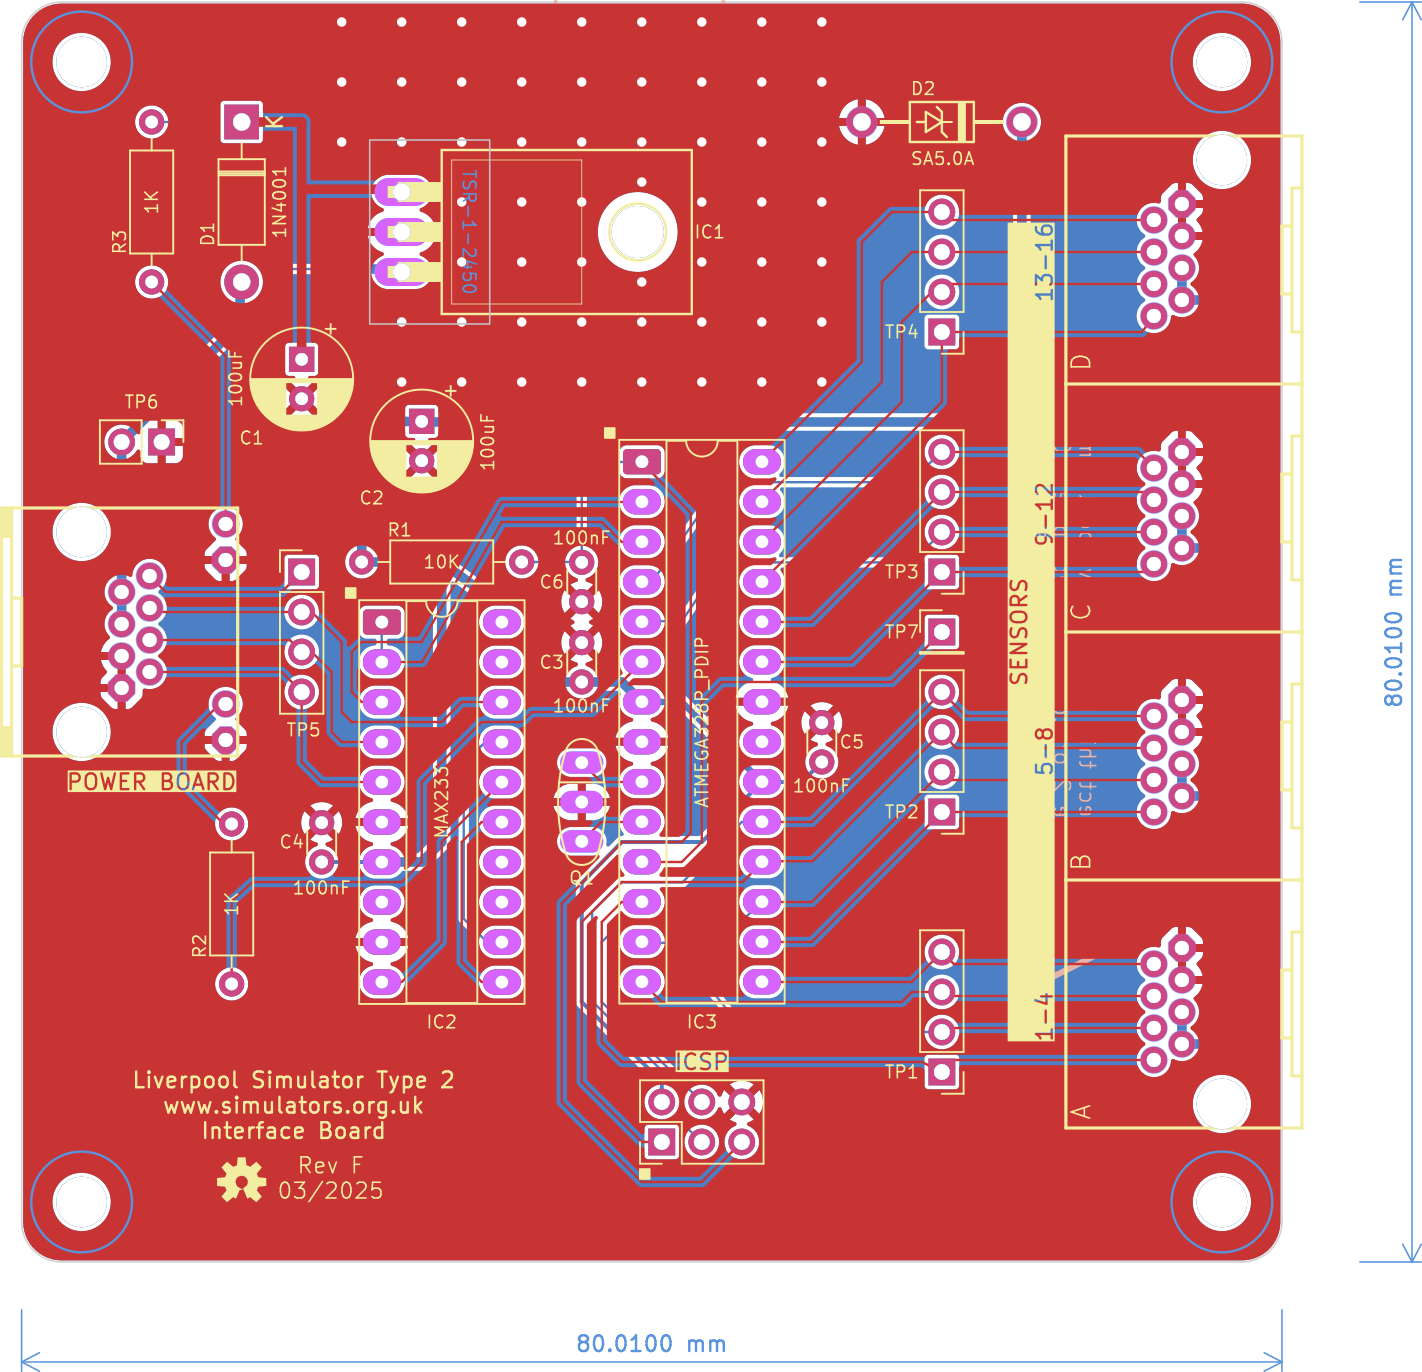 D2
SA5.0A
K
1K
R3
D1
1N4001
TSR-1-2450
IC1
13-16
TP4
D
100uF
C1
TP6
100uF
C2
R1
10K
100nF
C6
C3
100nF
9-12
TP3
C
TP7
SENSORS
TP5
ATMEGA328P_PDIP
C5
100nF
5-8
TP2
B
POWER BOARD
MAX233
C4
100nF
Q1
1K
R2
IC2
IC3
1-4
TP1
A
ICSP
Liverpool Simulator Type 2
www.simulators.org.uk
Interface Board
Rev F
03/2025
80.0100 mm
80.0100 mm